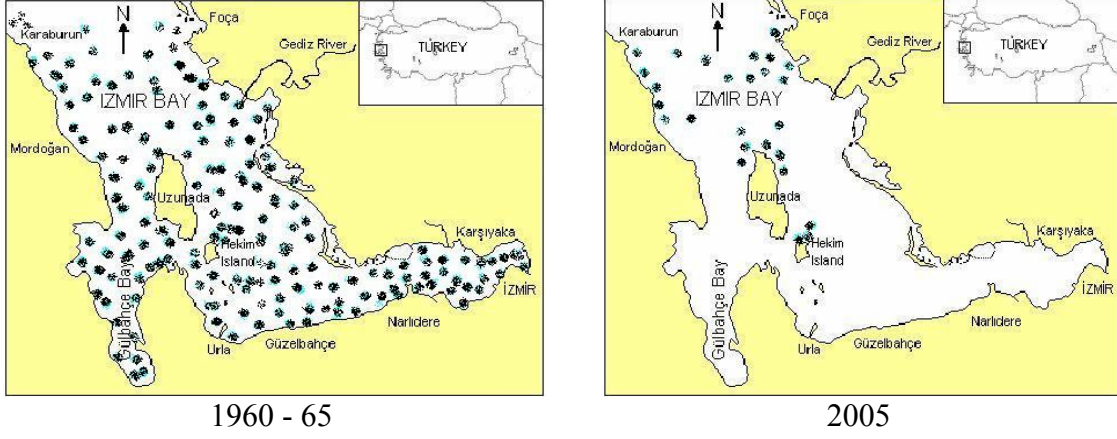 N
Foça
Karaburun
Gediz River
TÜRKEY
IZMIR BAY
Mordoğan
Uzunada
Hekim
Island
Karşıyaka
İZMİR
Gülbahçe Bay
Narlıdere
Urla
Güzelbahçe
1960 - 65
N
Foça
Karaburun
Gediz River
TÜRKEY
IZMIR BAY
Mordoğan
Uzunada
Hekim
Island
Karşıyaka
İZMİR
Gülbahçe Bay
Narlıdere
Urla
Güzelbahçe
2005